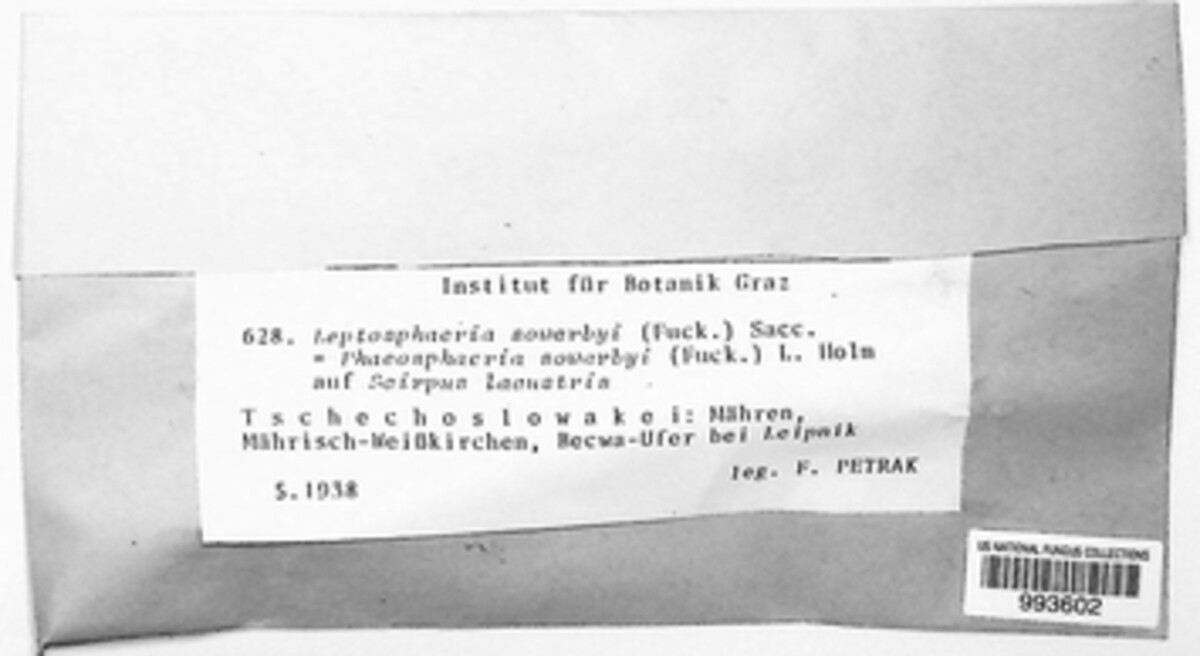 Institut für Botanik Graz
628. Leptosphaeria sowerbyi (Fuck.) Sacc.
= Phaeosphaeria sowerbyi (Fuck.) L. Holm
auf Scirpus lacustris
Tschechoslowakei: Mähren,
Mährisch-Weißkirchen, Becwa-Ufer bei Leipnik
leg. F. PETRAK
5.1938
US NATIONAL FUNGUS COLLECTIONS
993602